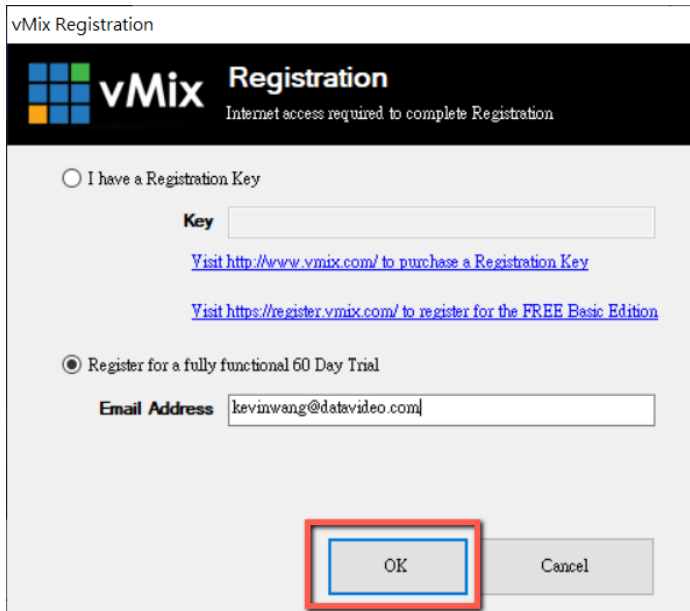 vMix Registration
vMix
Registration
Internet access required to complete Registration
I have a Registration Key
Key
Visit http://www.vmix.com/ to purchase a Registration Key
Visit https://register.vmix.com/ to register for the FREE Basic Edition
Register for a fully functional 60 Day Trial
Email Address kevinwang@datavideo.com
OK Cancel